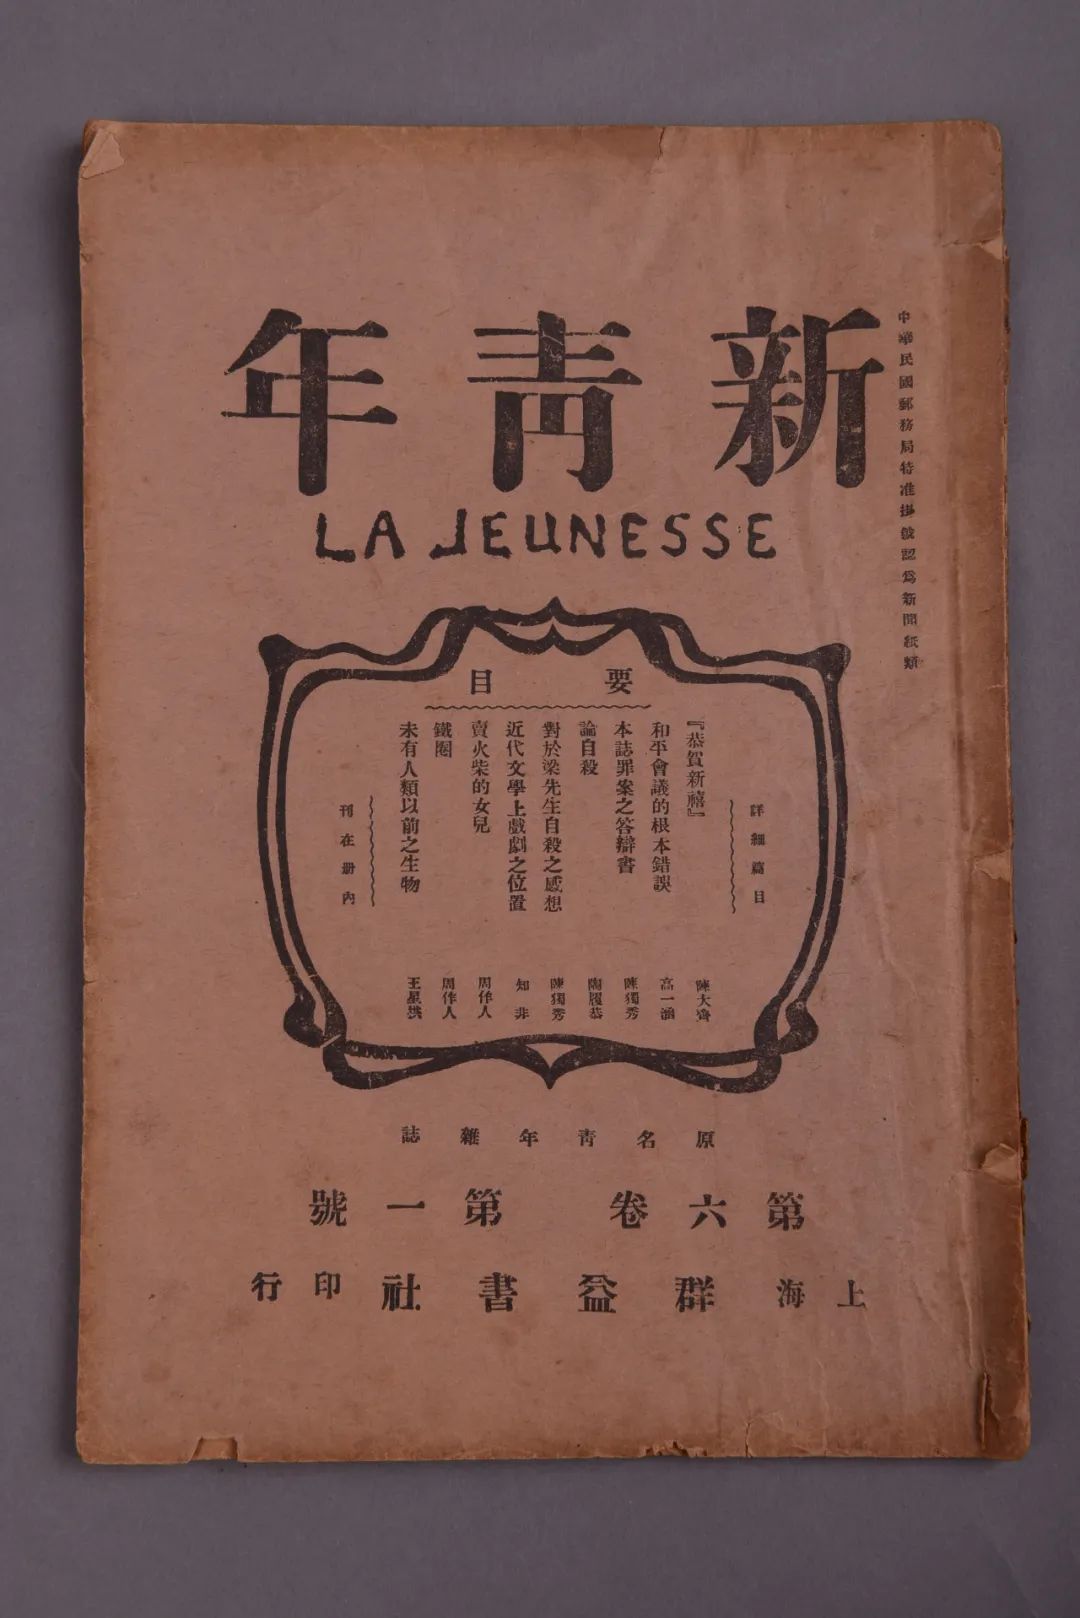 中華民國郵務局特准掛號認爲新聞紙類
新青年
LA JEUNESSE
要目
詳細篇目
『恭賀新禧』 陳大齊
和平會議的根本錯誤 高一涵
本誌罪案之答辯書 陳獨秀
論自殺 陶履恭
對於梁先生自殺之感想 陳獨秀
近代文學上戲劇之位置 知非
賣火柴的女兒 周作人
鐵圈 周作人
未有人類以前之生物 王星拱
刊在册內
原名青年雜誌
第六卷 第一號
上海群益書社印行